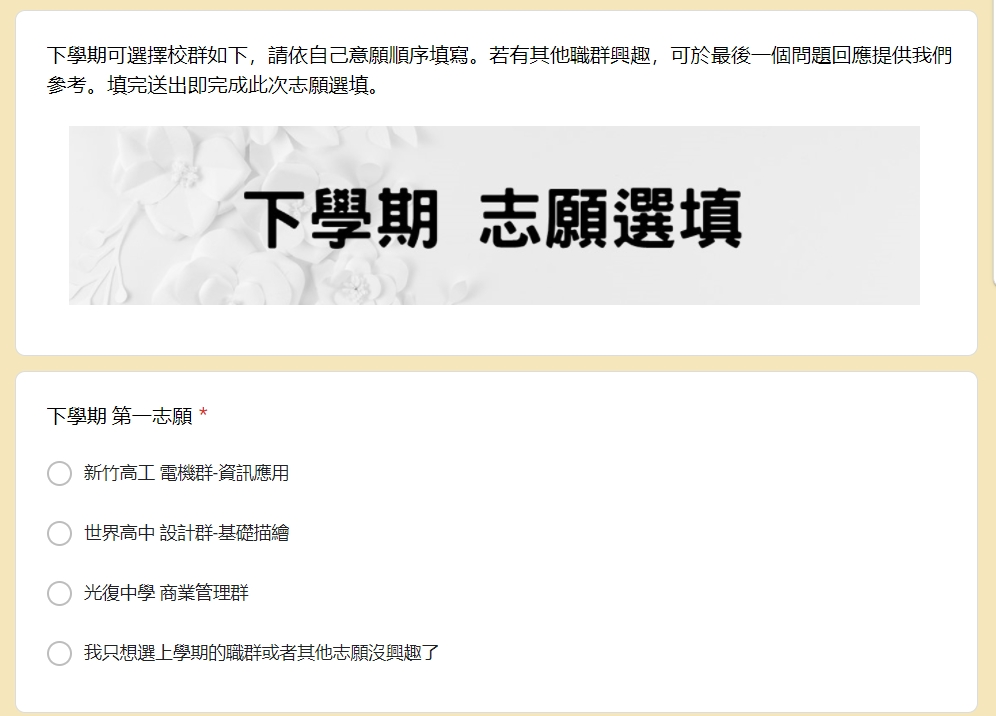 下學期可選擇校群如下，請依自己意願順序填寫。若有其他職群興趣，可於最後一個問題回應提供我們
參考。填完送出即完成此次志願選填。
下學期 志願選填
下學期 第一志願 *
新竹高工 電機群-資訊應用
世界高中 設計群-基礎描繪
光復中學 商業管理群
我只想選上學期的職群或者其他志願沒興趣了